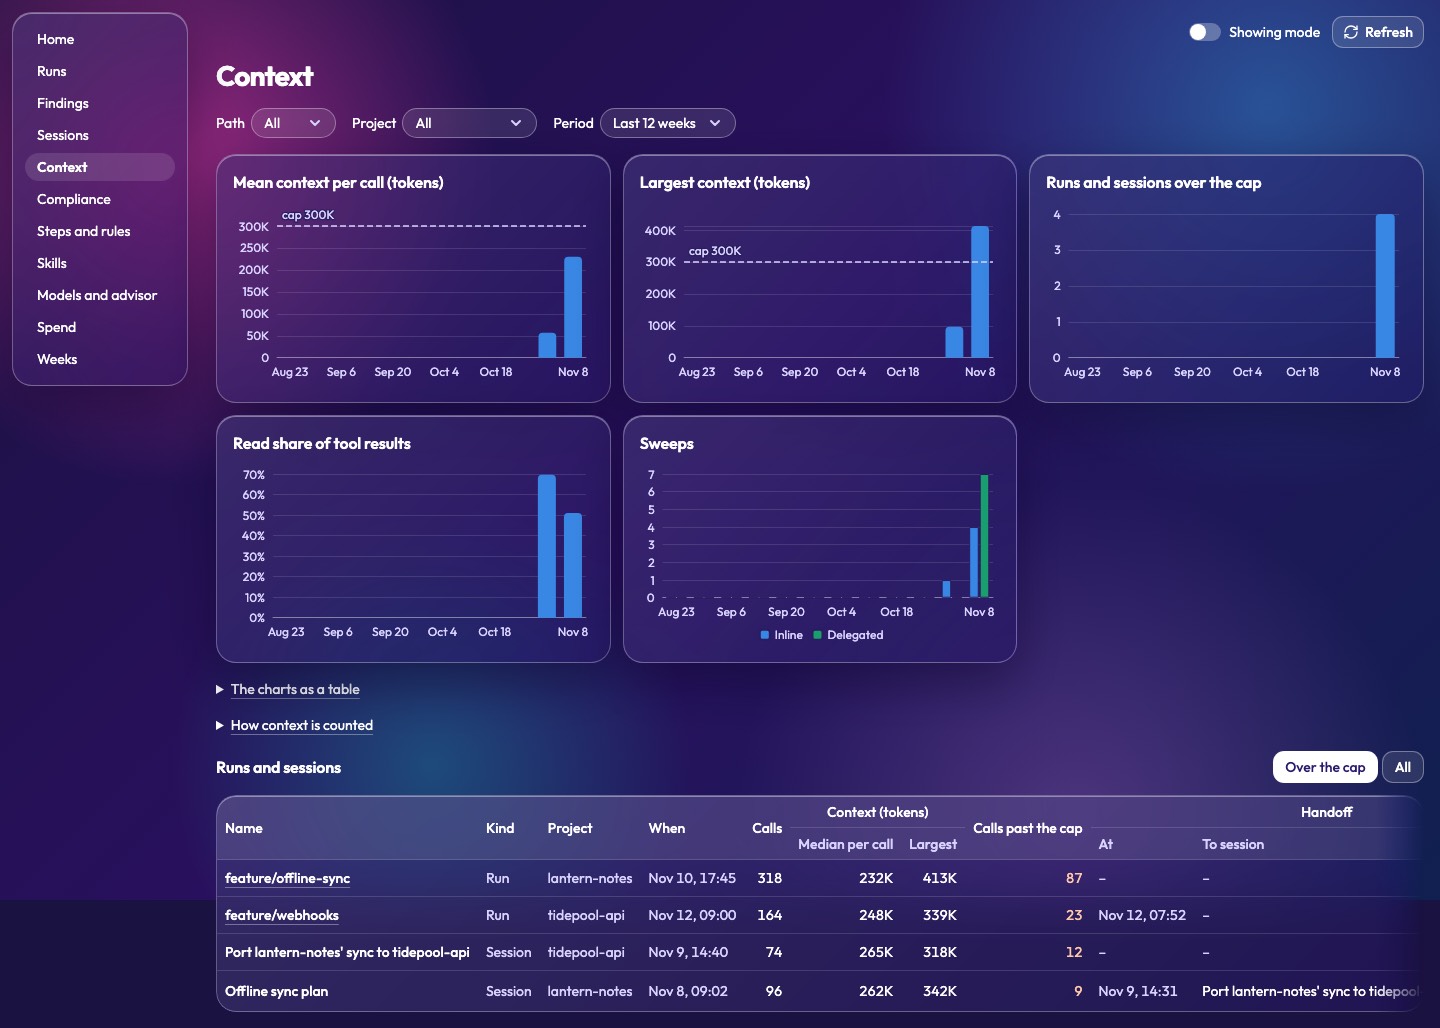 Home
Runs
Findings
Sessions
Context
Compliance
Steps and rules
Skills
Models and advisor
Spend
Weeks
Showing mode
Refresh
Context
Path All Project All Period Last 12 weeks
Mean context per call (tokens)
cap 300K
300K
250K
200K
150K
100K
50K
0
Aug 23 Sep 6 Sep 20 Oct 4 Oct 18 Nov 8
Largest context (tokens)
400K
cap 300K
300K
200K
100K
0
Aug 23 Sep 6 Sep 20 Oct 4 Oct 18 Nov 8
Runs and sessions over the cap
4
3
2
1
0
Aug 23 Sep 6 Sep 20 Oct 4 Oct 18 Nov 8
Read share of tool results
70%
60%
50%
40%
30%
20%
10%
0%
Aug 23 Sep 6 Sep 20 Oct 4 Oct 18 Nov 8
Sweeps
7
6
5
4
3
2
1
0
Aug 23 Sep 6 Sep 20 Oct 4 Oct 18 Nov 8
Inline Delegated
The charts as a table
How context is counted
Runs and sessions
Over the cap All
Context (tokens) Handoff
Name Kind Project When Calls Calls past the cap
Median per call Largest At To session
feature/offline-sync Run lantern-notes Nov 10, 17:45 318 232K 413K 87 – –
feature/webhooks Run tidepool-api Nov 12, 09:00 164 248K 339K 23 Nov 12, 07:52 –
Port lantern-notes' sync to tidepool-api Session tidepool-api Nov 9, 14:40 74 265K 318K 12 – –
Offline sync plan Session lantern-notes Nov 8, 09:02 96 262K 342K 9 Nov 9, 14:31 Port lantern-notes' sync to tidepool